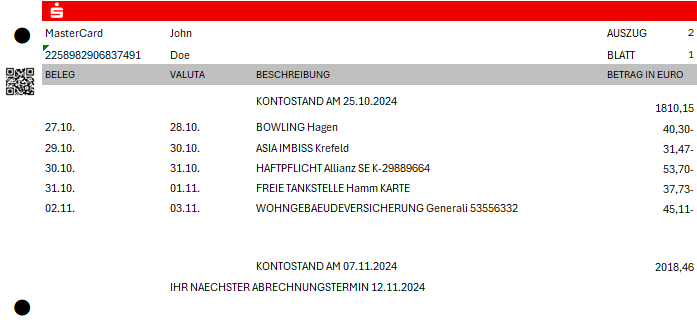 MasterCard John AUSZUG 2
2258982906837491 Doe BLATT 1
BELEG VALUTA BESCHREIBUNG BETRAG IN EURO
KONTOSTAND AM 25.10.2024 1810,15
27.10. 28.10. BOWLING Hagen 40,30-
29.10. 30.10. ASIA IMBISS Krefeld 31,47-
30.10. 31.10. HAFTPFLICHT Allianz SE K-29889664 53,70-
31.10. 01.11. FREIE TANKSTELLE Hamm KARTE 37,73-
02.11. 03.11. WOHNGEBAEUDEVERSICHERUNG Generali 53556332 45,11-
KONTOSTAND AM 07.11.2024 2018,46
IHR NAECHSTER ABRECHNUNGSTERMIN 12.11.2024